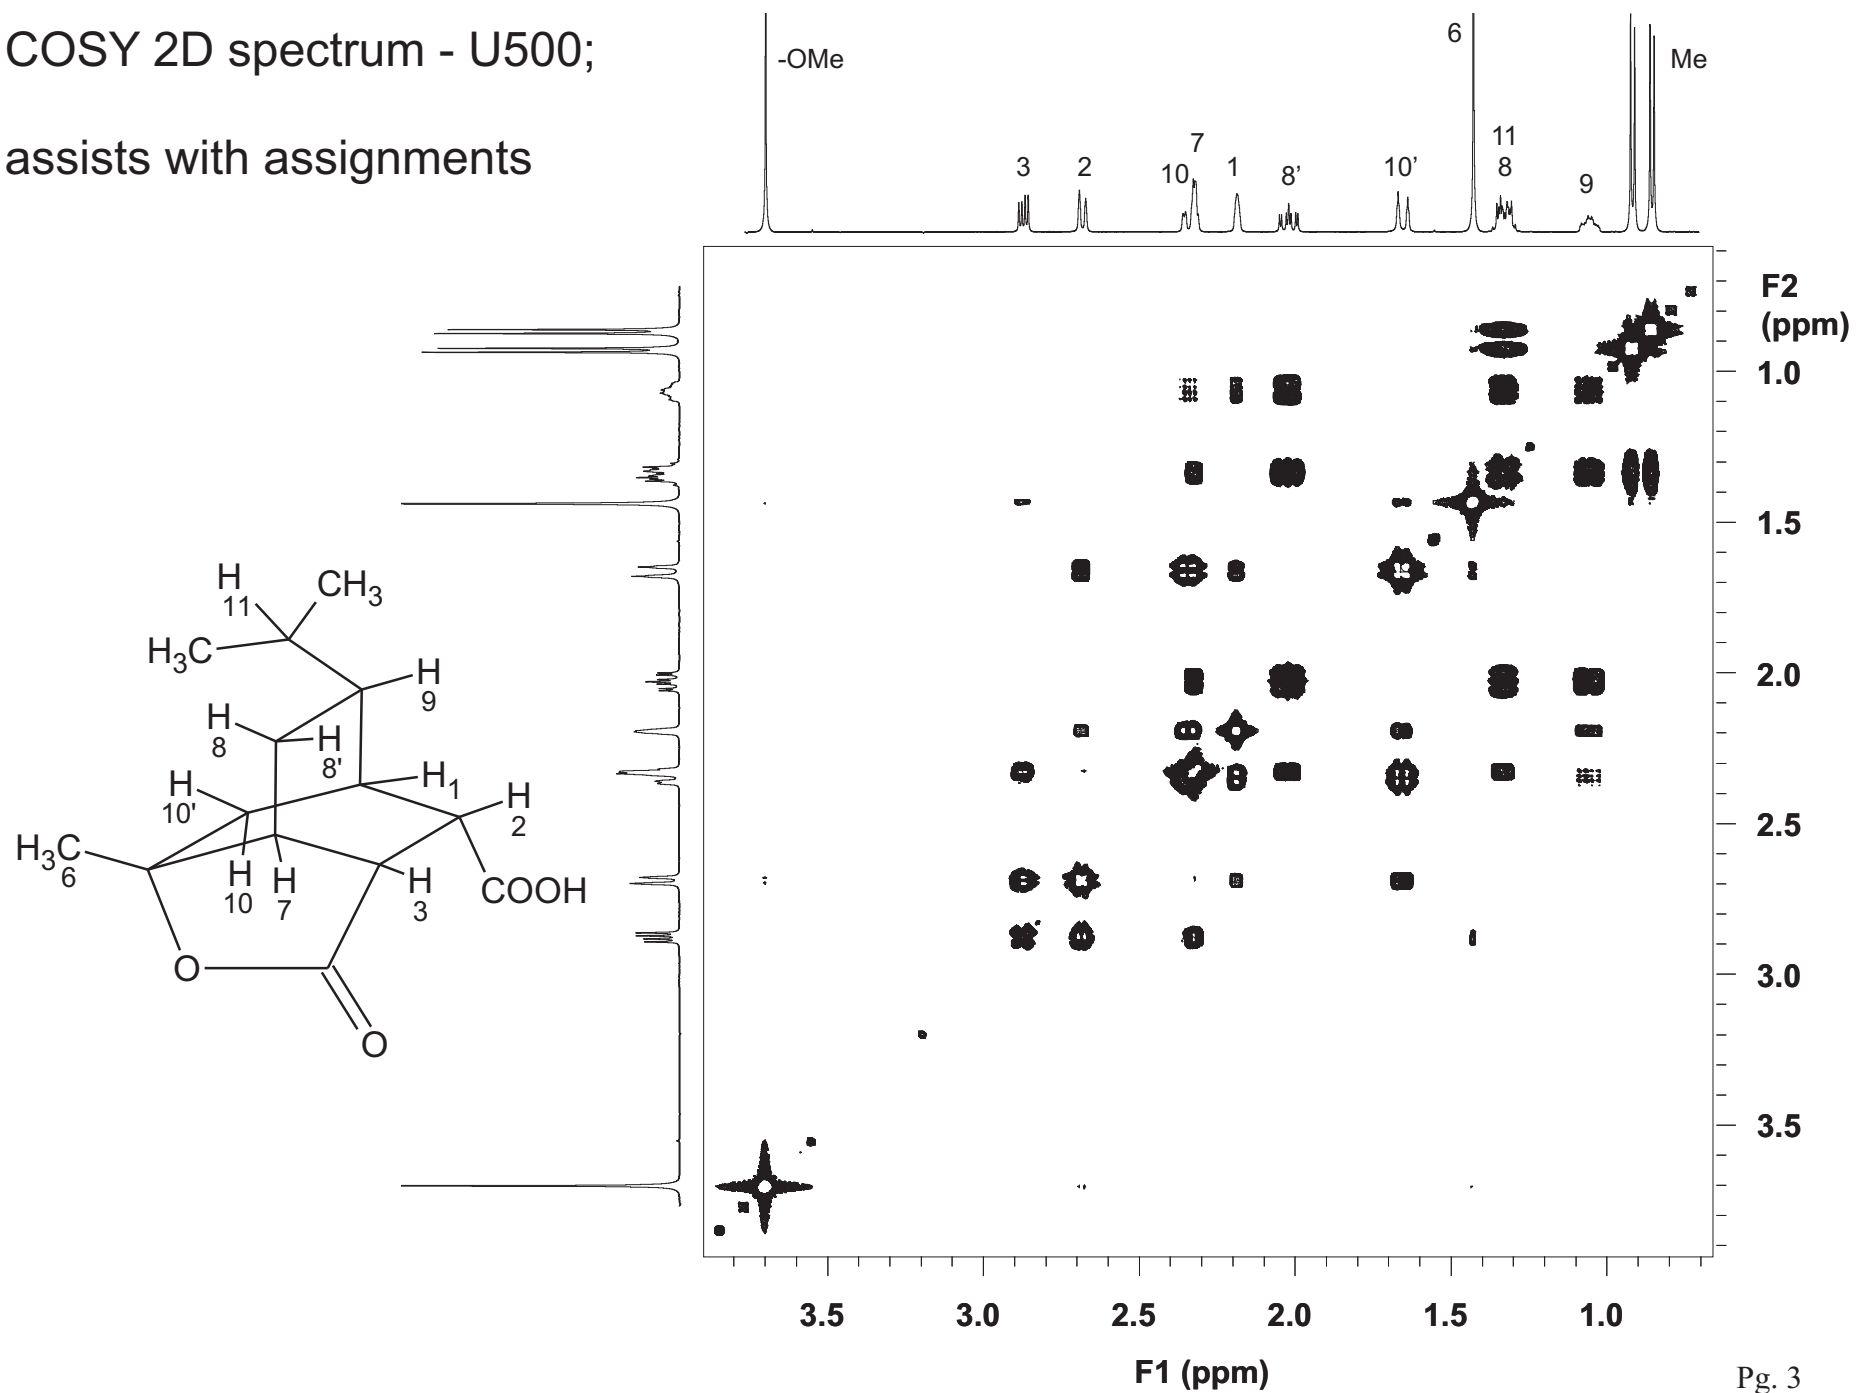 COSY 2D spectrum - U500;
assists with assignments
-OMe
3
2
10
7
1
8’
10’
6
11
8
9
Me
F2
(ppm)
1.0
1.5
2.0
2.5
3.0
3.5
H
11
CH3
H3C
H
9
H
8
H
8'
H1
H
10'
H
2
H3C
6
H
10
H
7
H
3
COOH
O
O
3.5
3.0
2.5
2.0
1.5
1.0
F1 (ppm)
Pg. 3